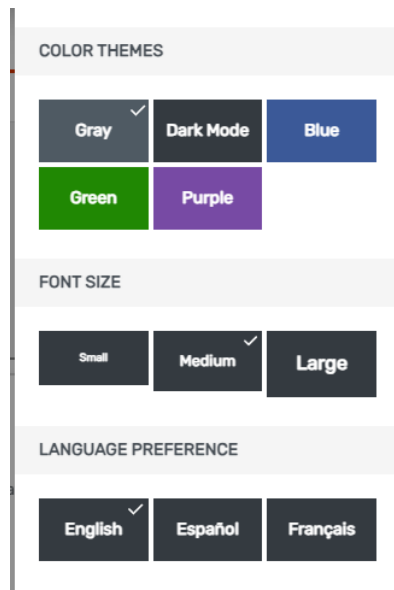 COLOR THEMES
Gray Dark Mode Blue
Green Purple
FONT SIZE
Small Medium Large
LANGUAGE PREFERENCE
English Español Français